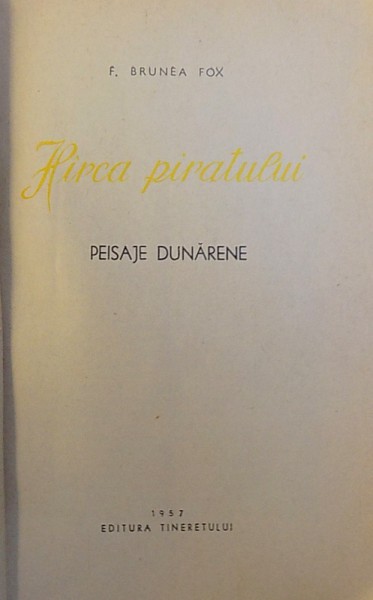 F. BRUNEA FOX
Hîrca piratului
PEISAJE DUNĂRENE
1957
EDITURA TINERETULUI